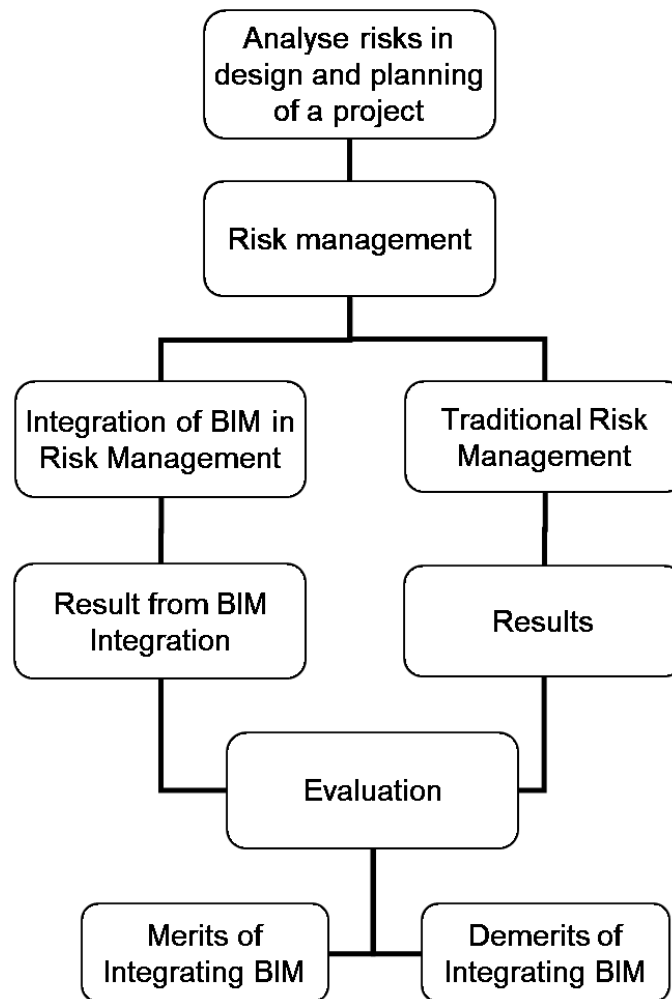 Analyse risks in
design and planning
of a project
Risk management
Integration of BIM in
Risk Management
Traditional Risk
Management
Result from BIM
Integration
Results
Evaluation
Merits of
Integrating BIM
Demerits of
Integrating BIM